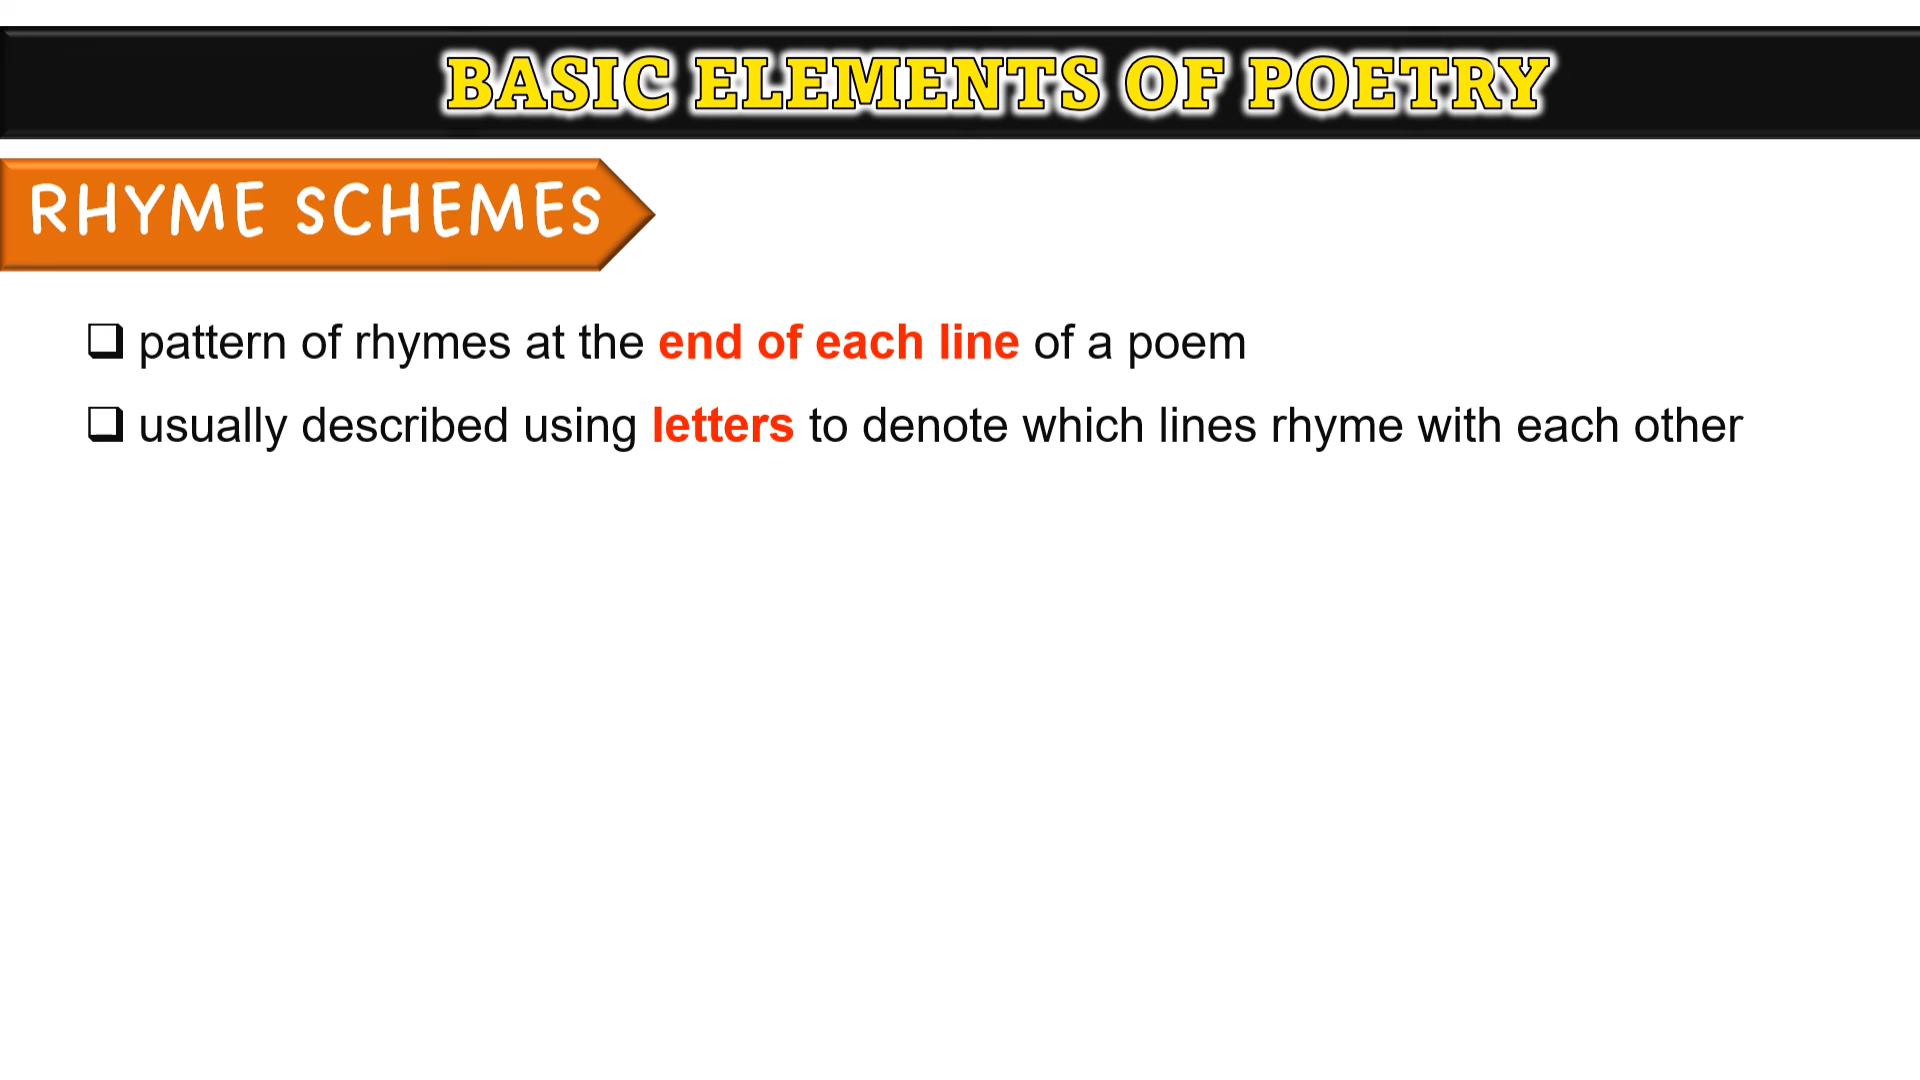 BASIC ELEMENTS OF POETRY
RHYME SCHEMES
❑ pattern of rhymes at the end of each line of a poem
❑ usually described using letters to denote which lines rhyme with each other